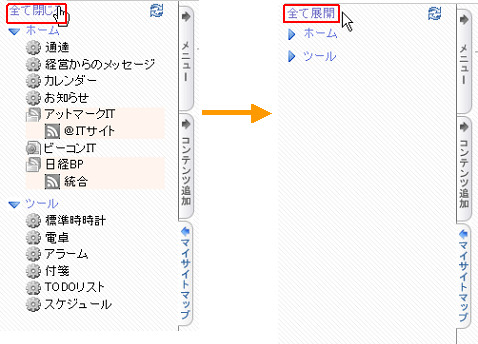 全て閉じ
ホーム
通達
経営からのメッセージ
カレンダー
お知らせ
アットマークIT
@ITサイト
ビーコンIT
日経BP
統合
ツール
標準時時計
電卓
アラーム
付箋
TODOリスト
スケジュール
メニュー
コンテンツ追加
マイサイトマップ
全て展開
ホーム
ツール
メニュー
コンテンツ追加
マイサイトマップ